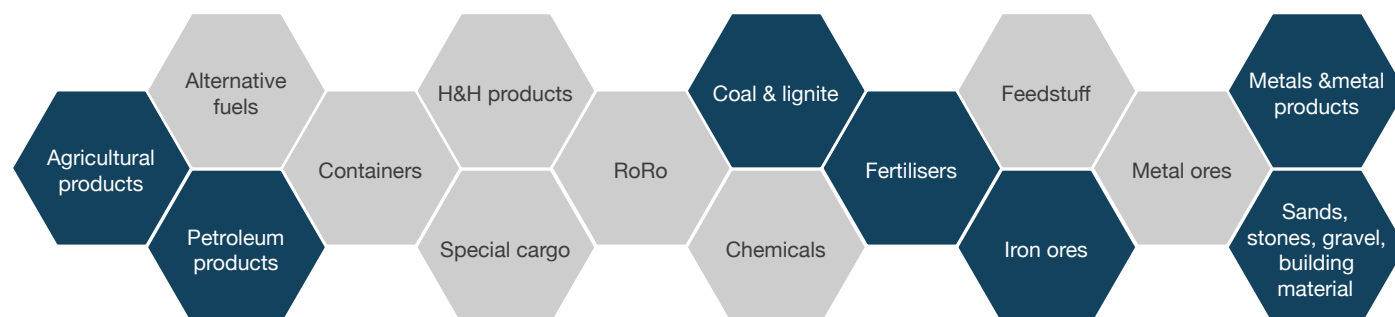 Agricultural
products
Alternative
fuels
Petroleum
products
Containers
H&H products
Special cargo
RoRo
Coal & lignite
Chemicals
Fertilisers
Feedstuff
Iron ores
Metal ores
Metals &metal
products
Sands,
stones, gravel,
building
material